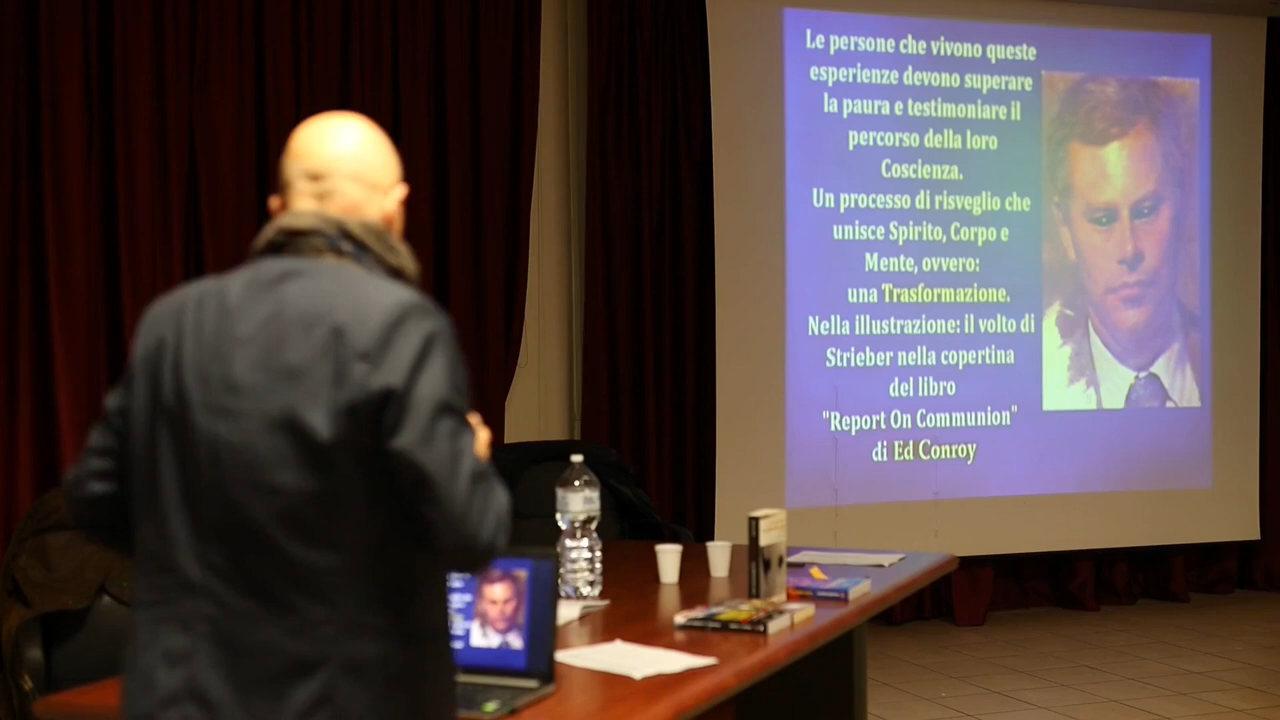 Le persone che vivono queste
esperienze devono superare
la paura e testimoniare il
percorso della loro
Coscienza.
Un processo di risveglio che
unisce Spirito, Corpo e
Mente, ovvero:
una Trasformazione.
Nella illustrazione: il volto di
Strieber nella copertina
del libro
"Report On Communion"
di Ed Conroy